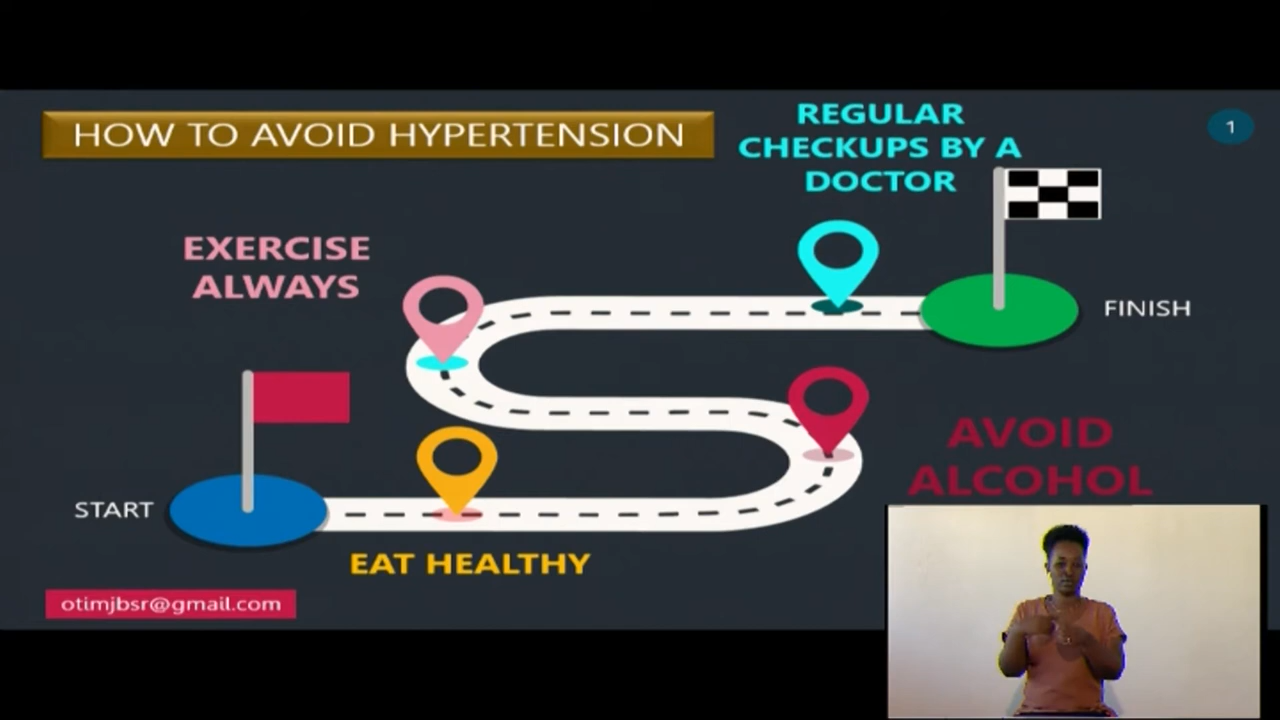 HOW TO AVOID HYPERTENSION
REGULAR
CHECKUPS BY A
DOCTOR
1
EXERCISE
ALWAYS
FINISH
AVOID
ALCOHOL
START
EAT HEALTHY
otimjbsr@gmail.com